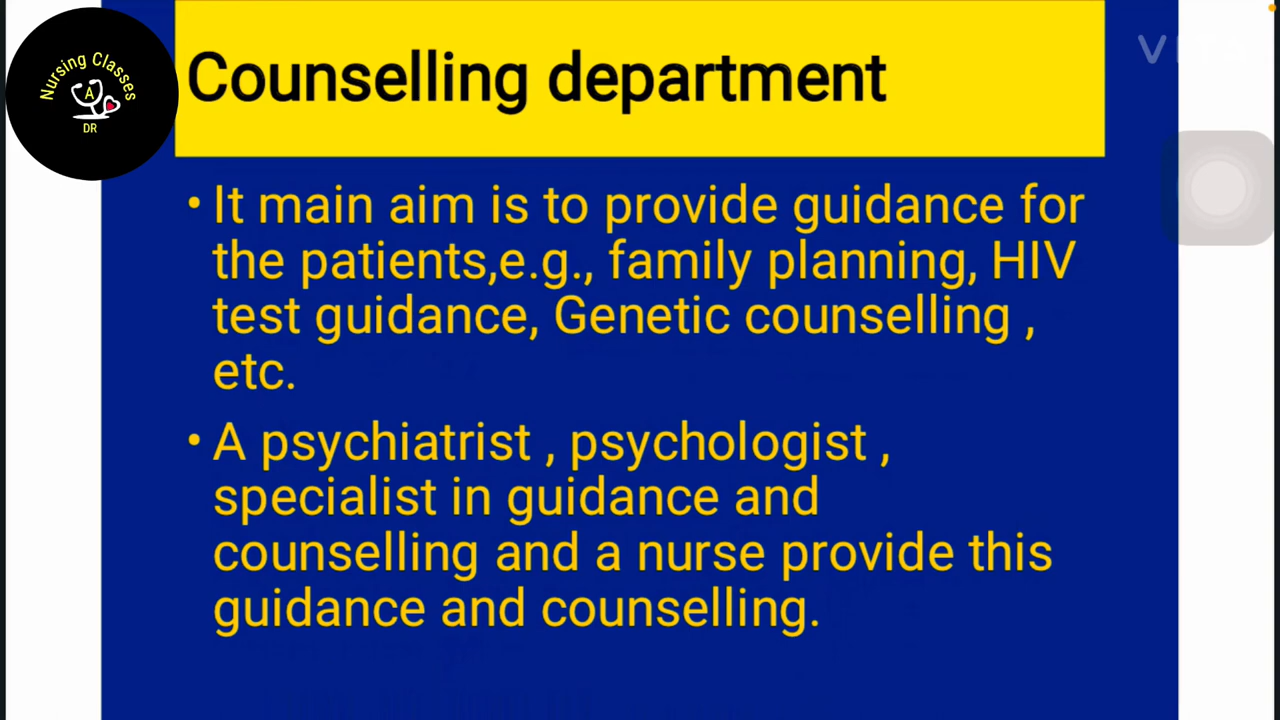 Nursing Classes
A
DR
Counselling department
• It main aim is to provide guidance for
the patients,e.g., family planning, HIV
test guidance, Genetic counselling ,
etc.
• A psychiatrist , psychologist ,
specialist in guidance and
counselling and a nurse provide this
guidance and counselling.